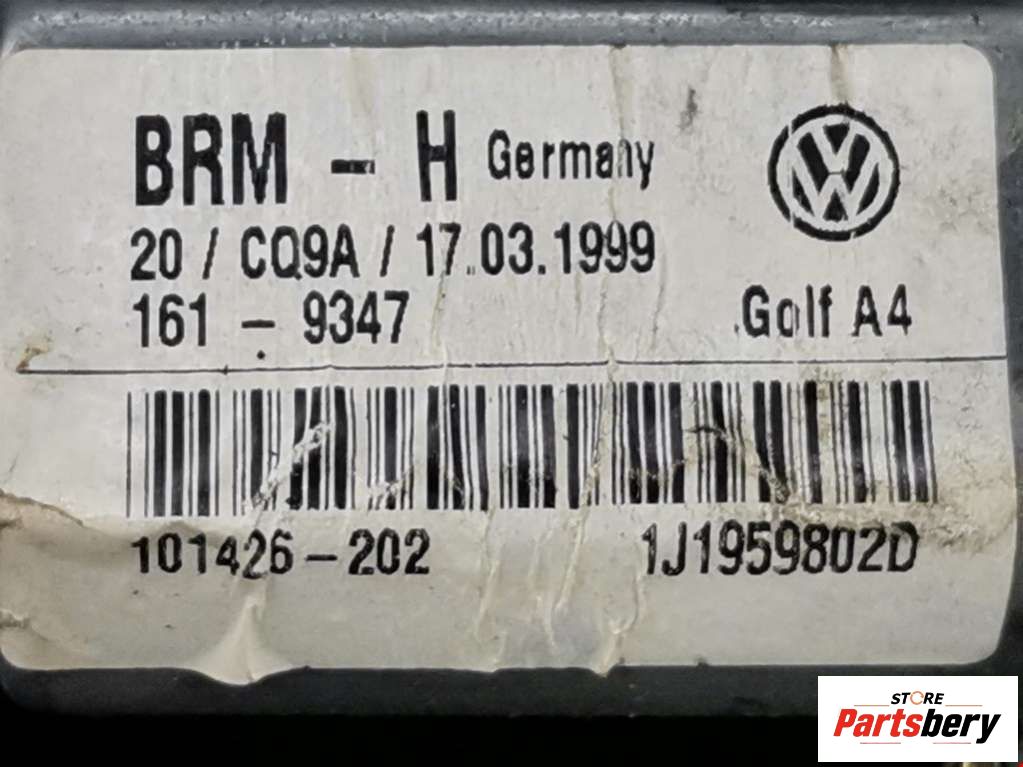 BRM - H Germany
20 / CQ9A / 17.03.1999
161 - 9347
Golf A4
101426-202
1J1959802D
STORE
Partsbery